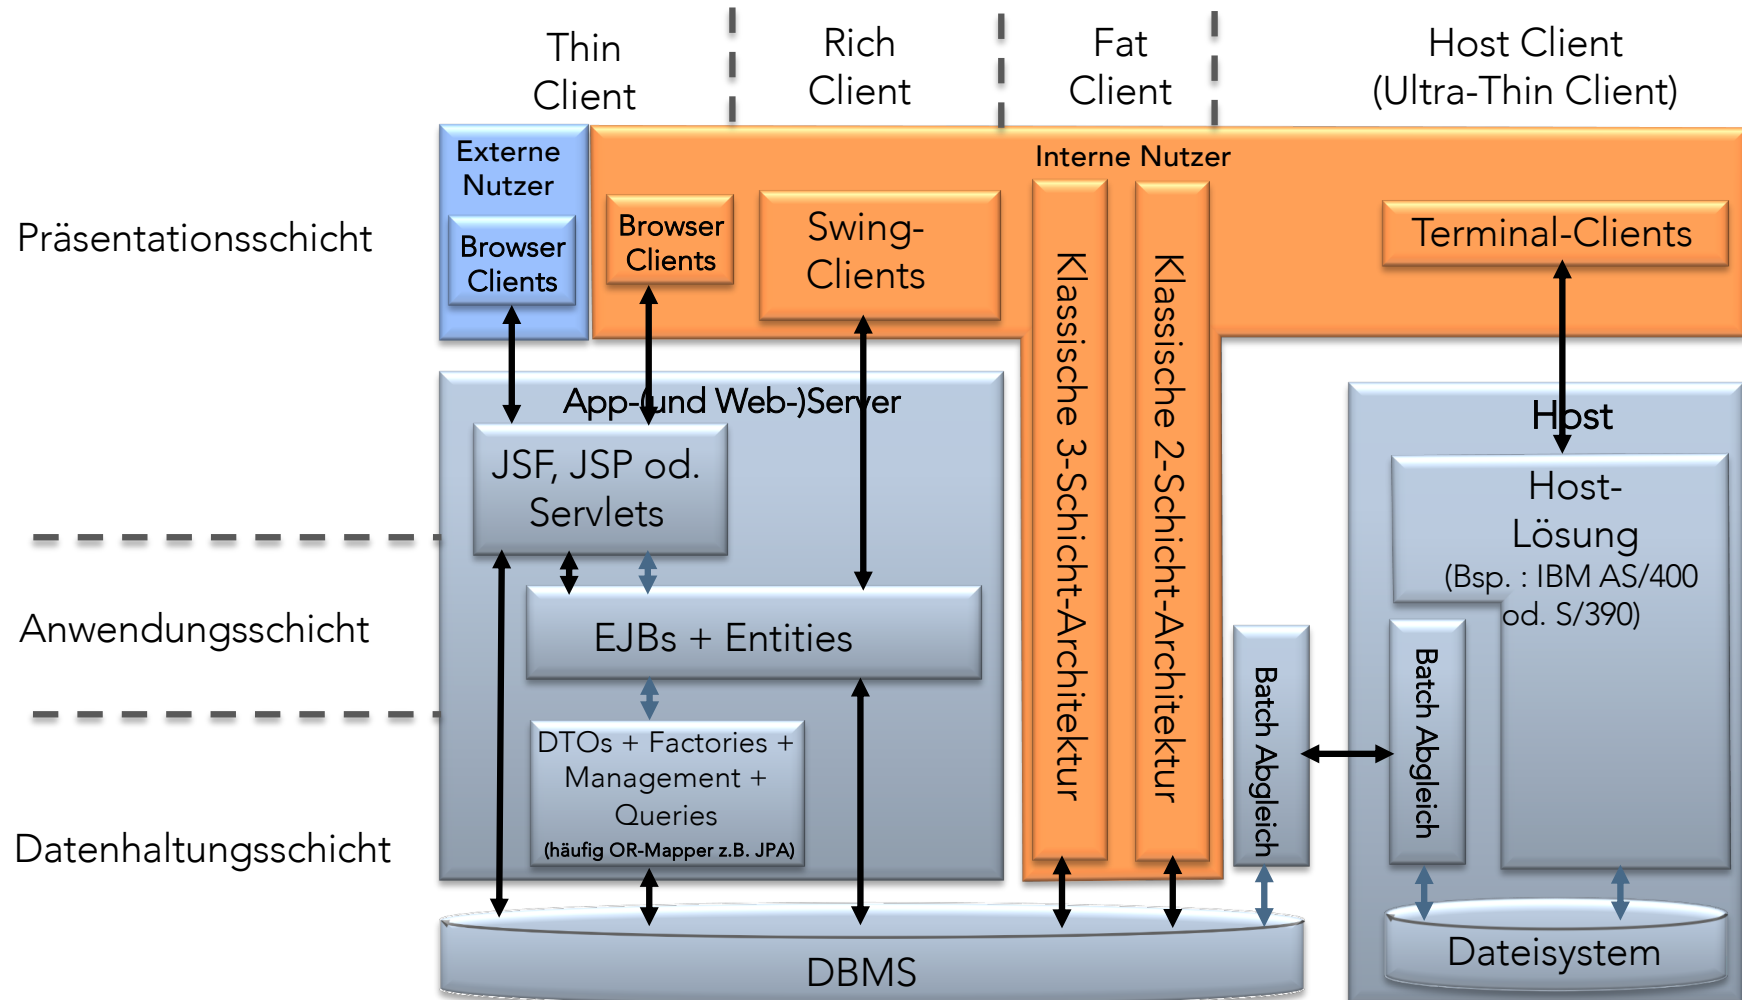 Thin
Client
Rich
Client
Fat
Client
Host Client
(Ultra-Thin Client)
Präsentationsschicht
Externe
Nutzer
Browser
Clients
Interne Nutzer
Browser
Clients
Swing-
Clients
Klassische 3-Schicht-Architektur
Klassische 2-Schicht-Architektur
Terminal-Clients
App-(und Web-)Server
JSF, JSP od.
Servlets
Host
Host-
Lösung
(Bsp. : IBM AS/400
od. S/390)
Anwendungsschicht
EJBs + Entities
Batch Abgleich
Batch Abgleich
Datenhaltungsschicht
DTOs + Factories +
Management +
Queries
(häufig OR-Mapper z.B. JPA)
DBMS
Dateisystem